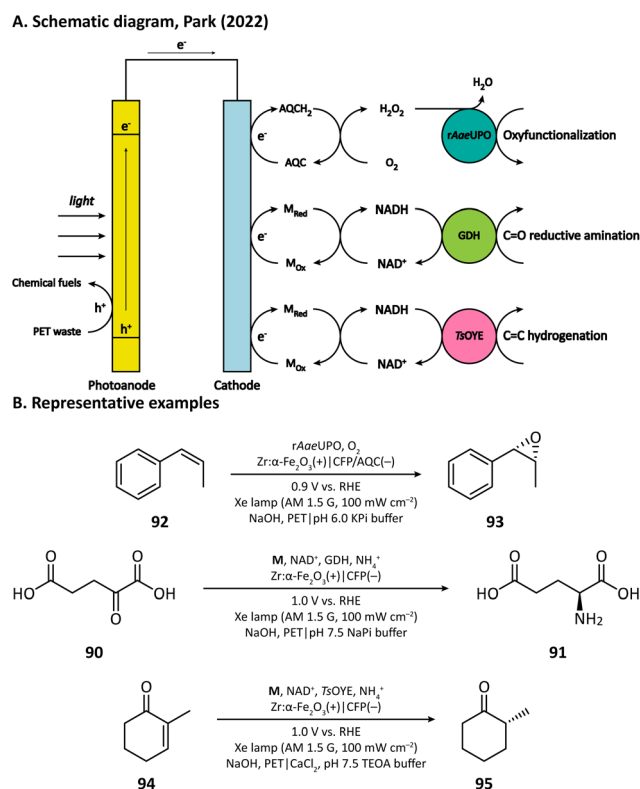 A. Schematic diagram, Park (2022)
e-
H2O
AQCH2
H2O2
e-
e-
rAaeUPO
Oxyfunctionalization
AQC
O2
light
MRed
NADH
e-
GDH
C=O reductive amination
MOx
NAD+
Chemical fuels
h+
PET waste
h+
MRed
NADH
e-
TsOYE
C=C hydrogenation
MOx
NAD+
Photoanode
Cathode
B. Representative examples
rAaeUPO, O2
Zr:α-Fe2O3(+)|CFP/AQC(–)
0.9 V vs. RHE
Xe lamp (AM 1.5 G, 100 mW cm–2)
NaOH, PET|pH 6.0 KPi buffer
O
92
93
M, NAD+, GDH, NH4+
Zr:α-Fe2O3(+)|CFP(–)
1.0 V vs. RHE
Xe lamp (AM 1.5 G, 100 mW cm–2)
NaOH, PET|pH 7.5 NaPi buffer
O O
HO OH
O
90
O O
HO OH
NH2
91
M, NAD+, TsOYE, NH4+
Zr:α-Fe2O3(+)|CFP(–)
1.0 V vs. RHE
Xe lamp (AM 1.5 G, 100 mW cm–2)
NaOH, PET|CaCl2, pH 7.5 TEOA buffer
O
94
O
95